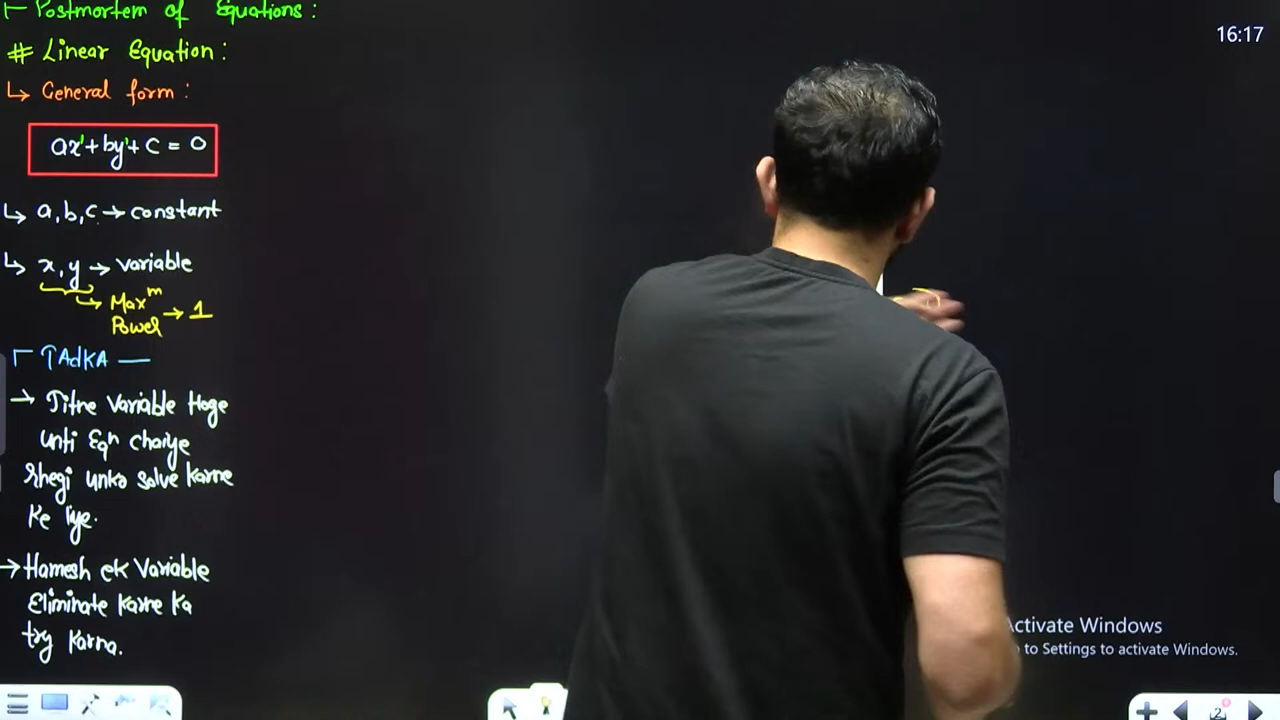 Postmortem of Equations :
16:17
# Linear Equation :
↳ General form :
ax¹+by¹+c = 0
↳ a,b,c → constant
↳ x,y → variable
↳ Maxᵐ Power → 1
TAdKA —
→ Jitne Variable Hoge
Unti Eqⁿ chaiye
Rhegi unko solve karne
Ke liye.
→ Hamesh ek Variable
Eliminate Karne Ka
try Karna.
Activate Windows
to Settings to activate Windows.
2